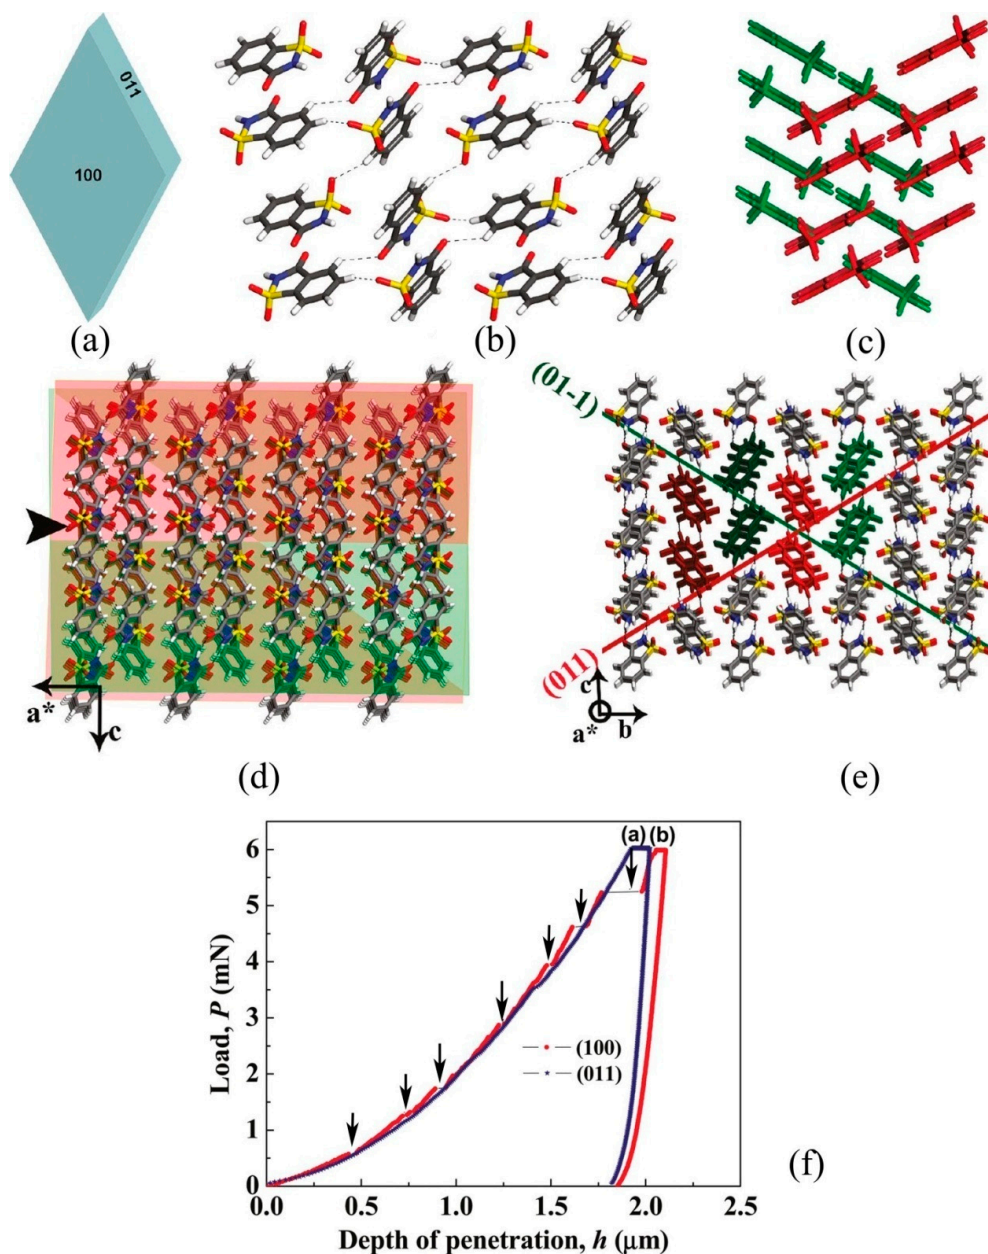 100
011
(a)
(b)
(c)
a*
c
(d)
(01-1)
(011)
c
a*
b
(e)
(a)
(b)
(100)
(011)
6
5
4
3
2
1
0
Load, P (mN)
0.0
0.5
1.0
1.5
2.0
2.5
Depth of penetration, h (μm)
(f)